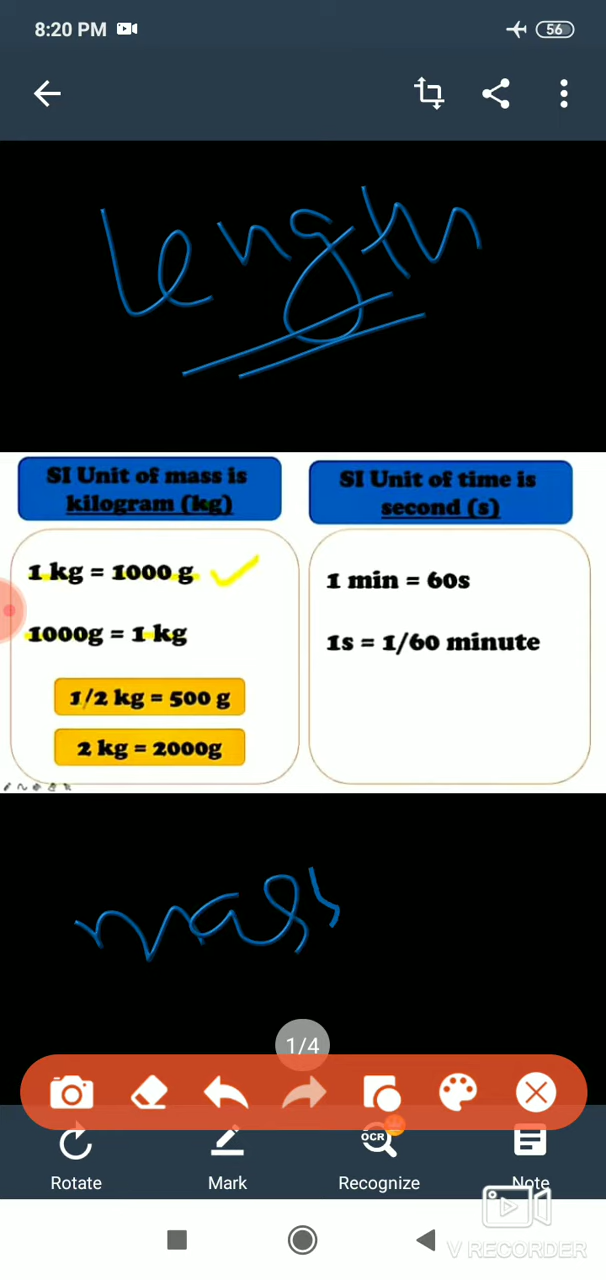 8:20 PM
56
length
SI Unit of mass is
kilogram (kg)
1 kg = 1000 g
1000g = 1 kg
1/2 kg = 500 g
2 kg = 2000g
SI Unit of time is
second (s)
1 min = 60s
1s = 1/60 minute
mass
1/4
OCR
Rotate
Mark
Recognize
Note
V RECORDER